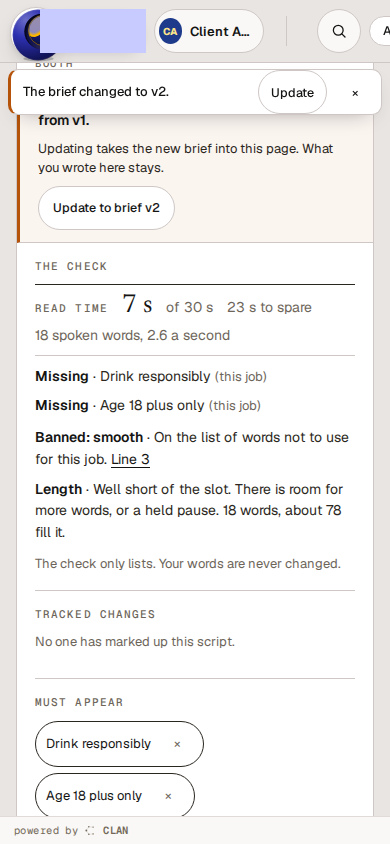 CA Client A…
A
BOOTH
The brief changed to v2. Update ×
from v1.
Updating takes the new brief into this page. What
you wrote here stays.
Update to brief v2
THE CHECK
READ TIME 7 s of 30 s 23 s to spare
18 spoken words, 2.6 a second
Missing · Drink responsibly (this job)
Missing · Age 18 plus only (this job)
Banned: smooth · On the list of words not to use
for this job. Line 3
Length · Well short of the slot. There is room for
more words, or a held pause. 18 words, about 78
fill it.
The check only lists. Your words are never changed.
TRACKED CHANGES
No one has marked up this script.
MUST APPEAR
Drink responsibly ×
Age 18 plus only ×
powered by CLAN